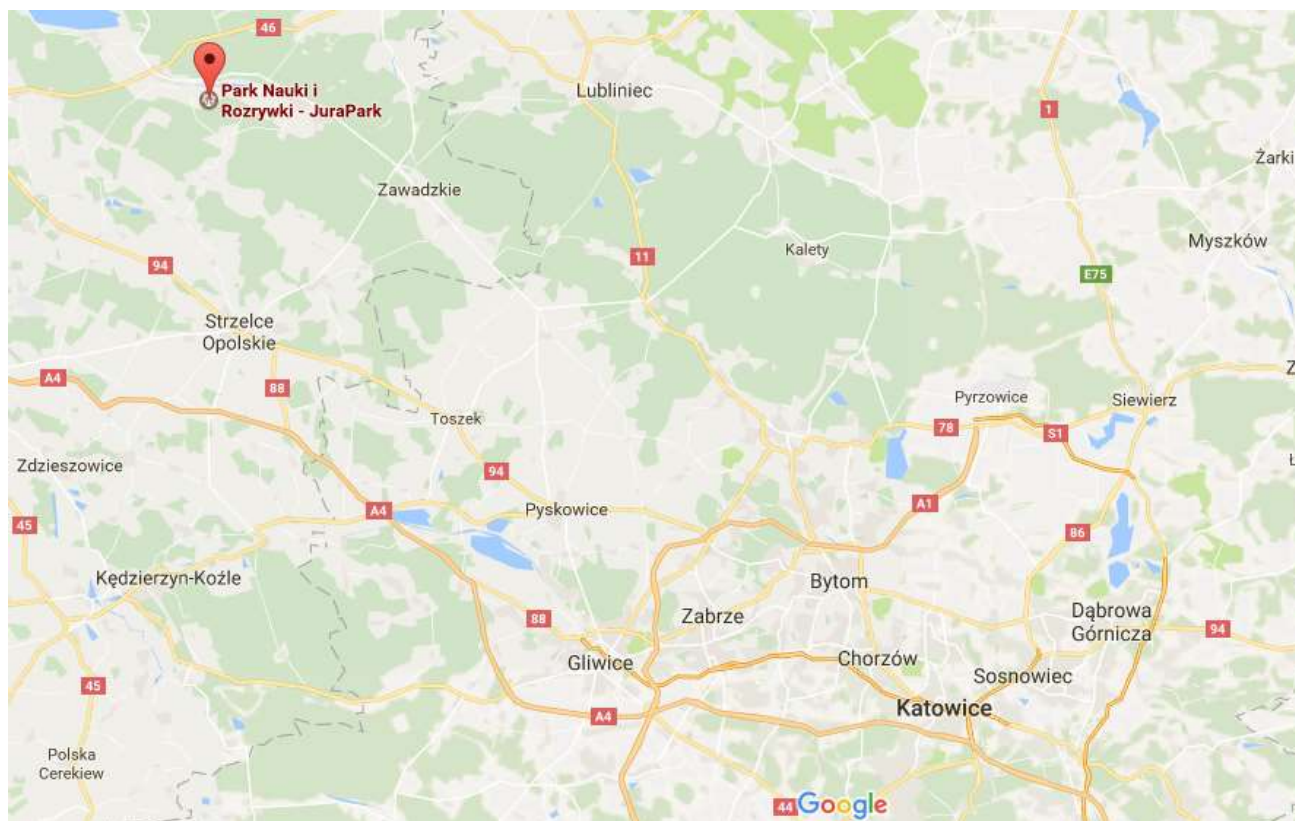 46
Park Nauki i
Rozrywki - JuraPark
Lubliniec
1
Żarki
Zawadzkie
Myszków
Kalety
11
94
E75
Strzelce
Opolskie
A4
88
Pyrzowice
Siewierz
Toszek
78
S1
Zdzieszowice
94
A1
A4
Pyskowice
45
86
Kędzierzyn-Koźle
Bytom
Zabrze
Dąbrowa
Górnicza
88
94
Gliwice
Chorzów
Sosnowiec
45
Katowice
A4
Polska
Cerekiew
44
Google